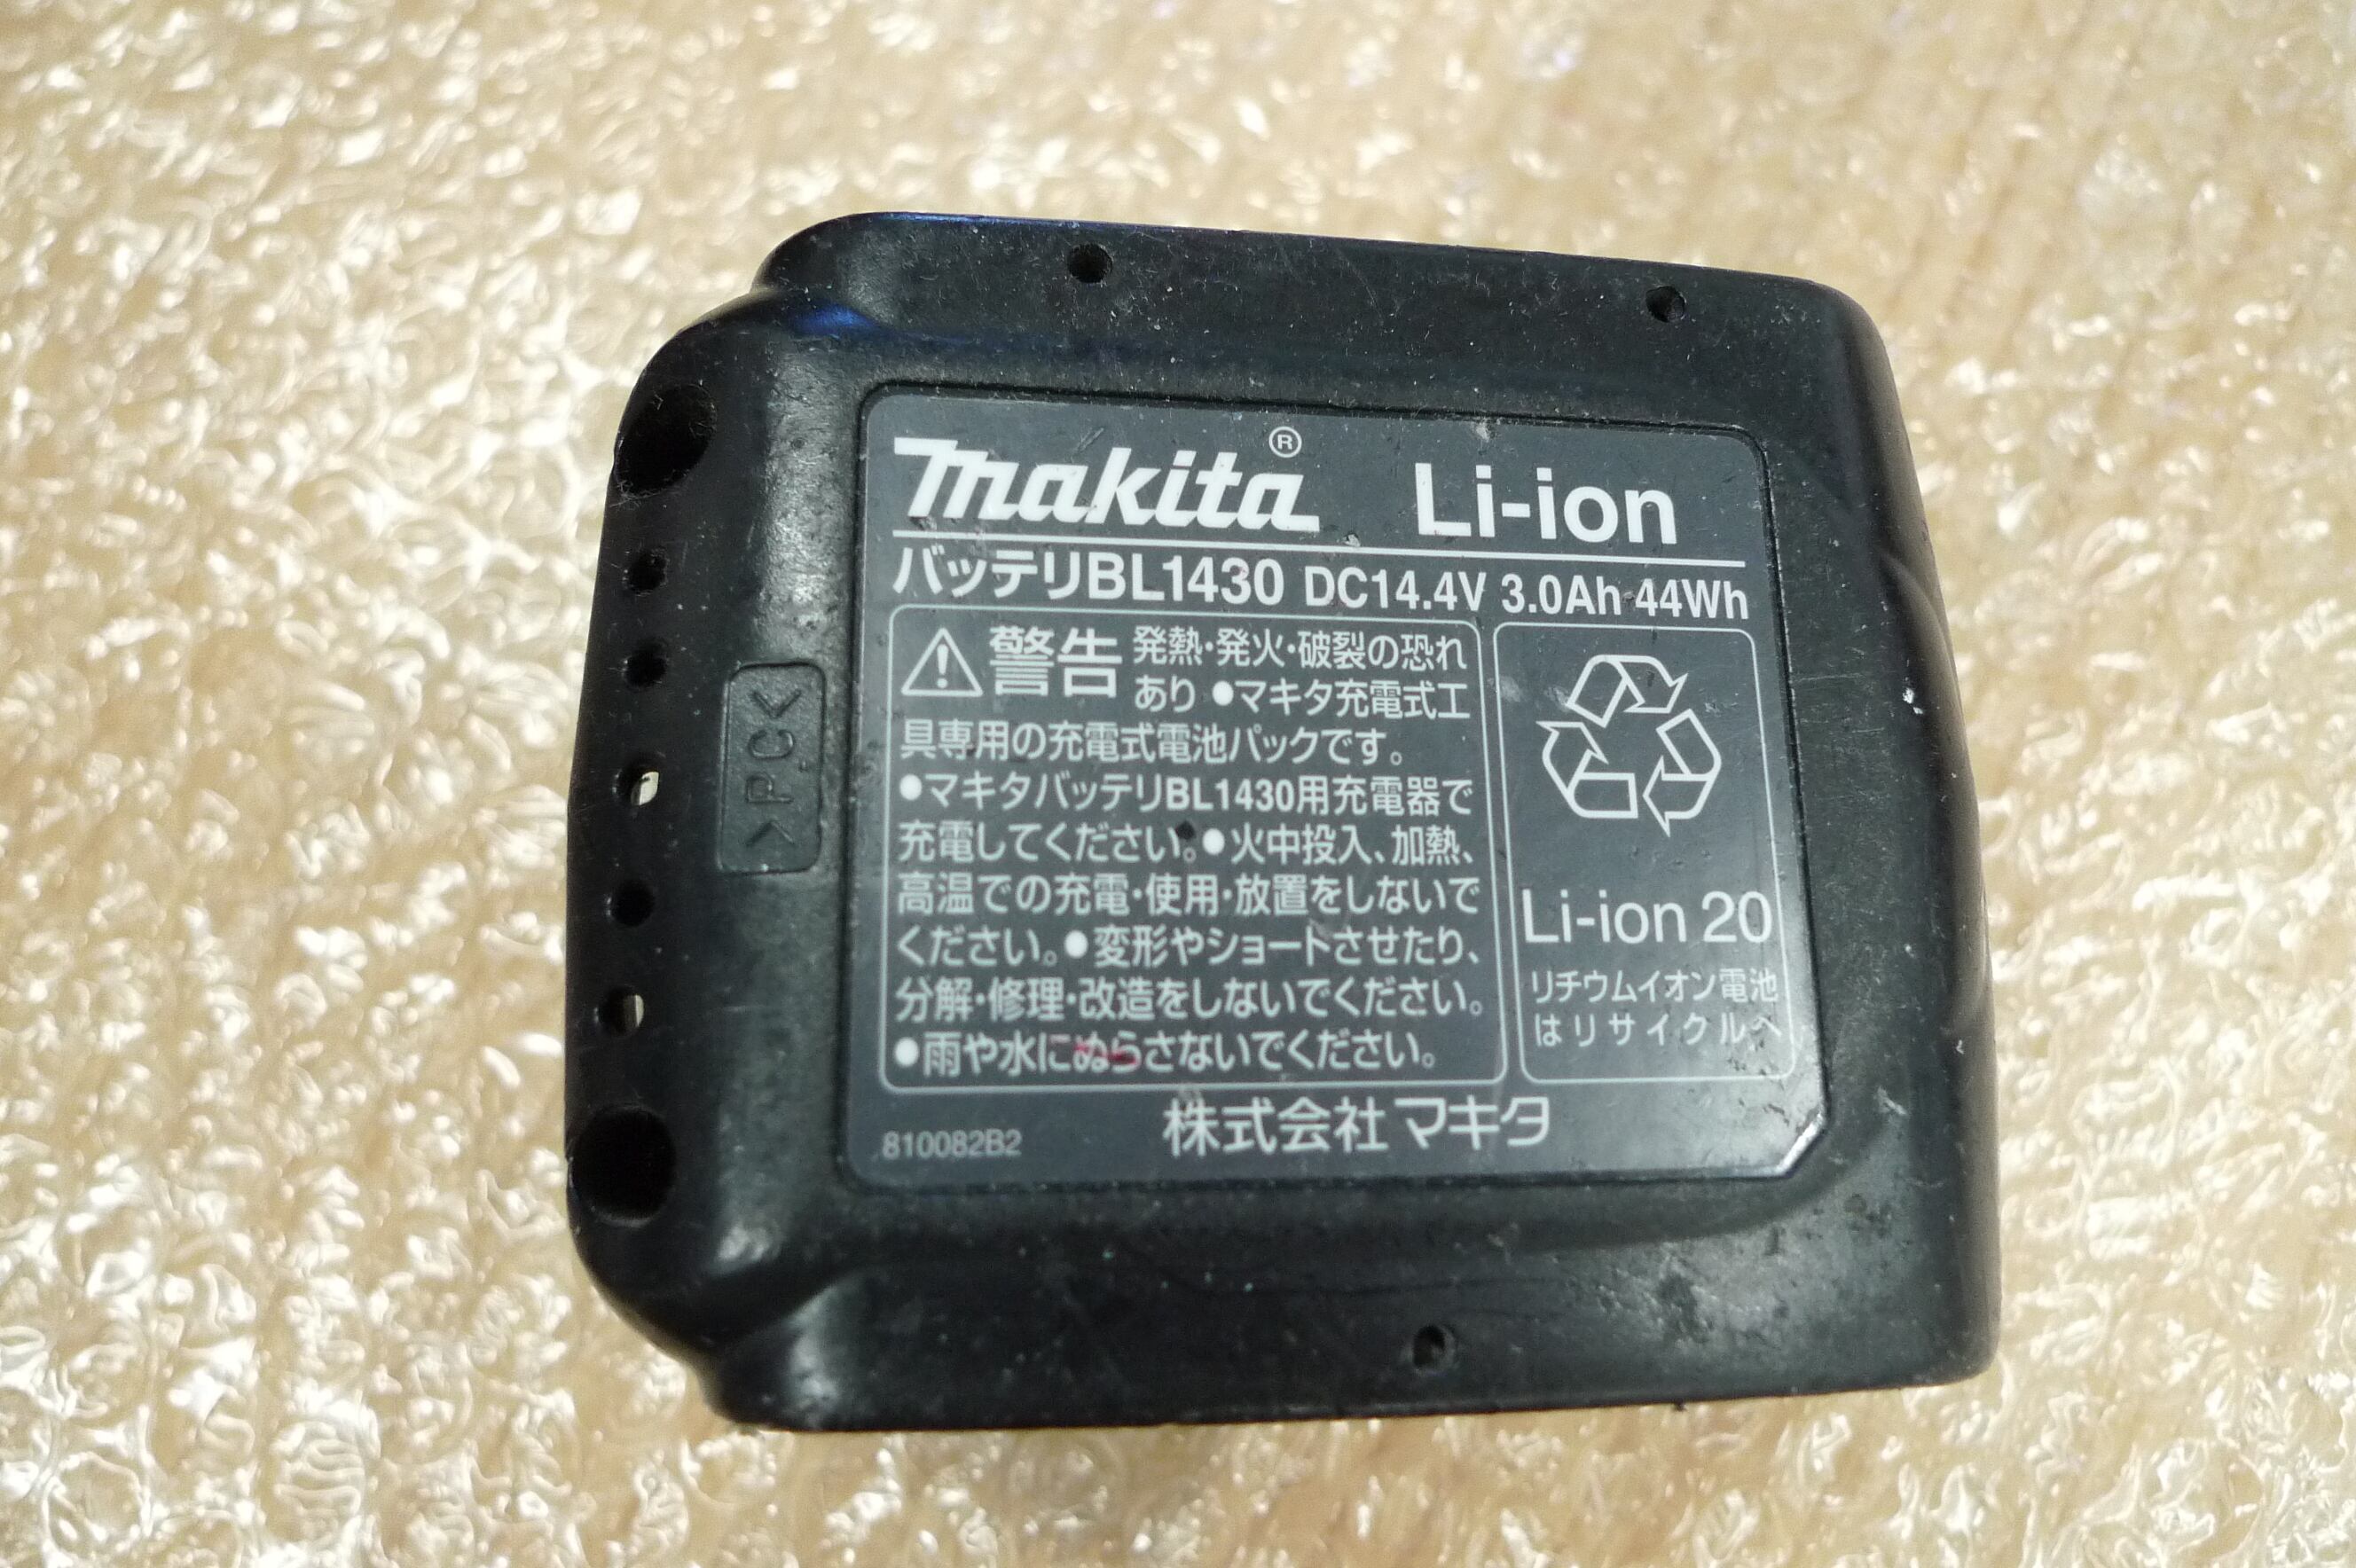 makita® Li-ion
バッテリBL1430 DC14.4V 3.0Ah 44Wh
警告 発熱・発火・破裂の恐れ
あり ●マキタ充電式工
具専用の充電式電池パックです。
●マキタバッテリBL1430用充電器で
充電してください。●火中投入、加熱、
高温での充電・使用・放置をしないで
ください。●変形やショートさせたり、
分解・修理・改造をしないでください。
●雨や水にぬらさないでください。
Li-ion 20
リチウムイオン電池
はリサイクルへ
810082B2 株式会社マキタ
>PC<